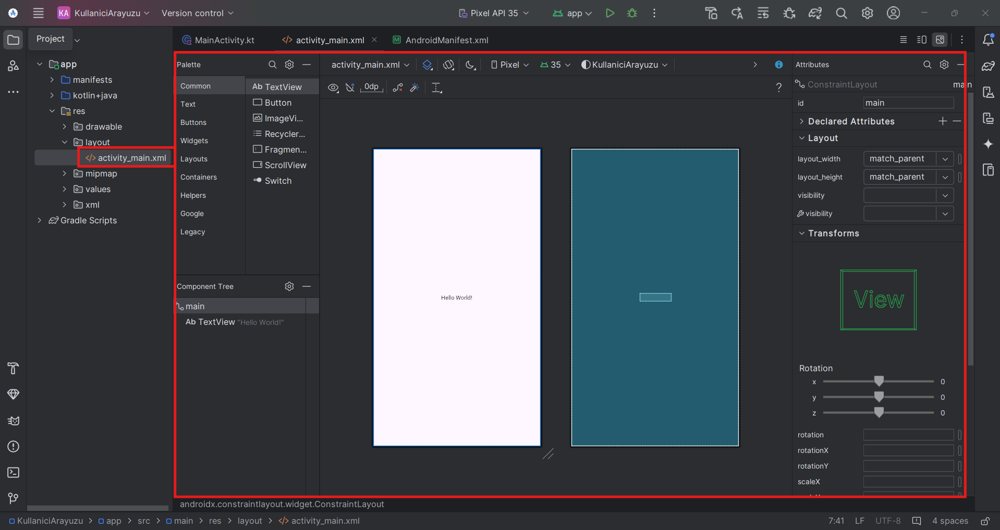 KA KullaniciArayuzu Version control Pixel API 35 app
Project
MainActivity.kt activity_main.xml AndroidManifest.xml
app
manifests
kotlin+java
res
drawable
layout
activity_main.xml
mipmap
values
xml
Gradle Scripts
Palette
Common
Text
Buttons
Widgets
Layouts
Containers
Helpers
Google
Legacy
Ab TextView
Button
ImageVi...
Recycler...
Fragmen...
ScrollView
Switch
Component Tree
main
Ab TextView "Hello World!"
activity_main.xml Pixel 35 KullaniciArayuzu
0dp ?
Hello World!
Attributes
ConstraintLayout main
id main
Declared Attributes
Layout
layout_width match_parent
layout_height match_parent
visibility
visibility
Transforms
View
Rotation
x 0
y 0
z 0
rotation
rotationX
rotationY
scaleX
androidx.constraintlayout.widget.ConstraintLayout
KullaniciArayuzu > app > src > main > res > layout > activity_main.xml 7:41 LF UTF-8 4 spaces